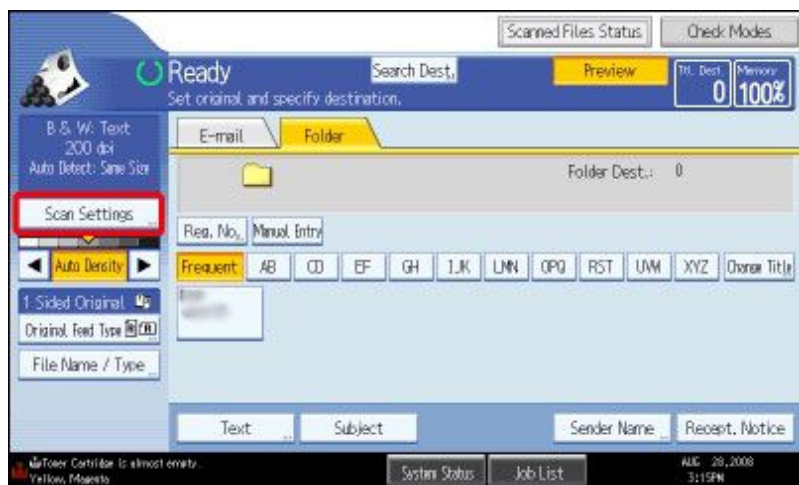 Scanned Files Status
Check Modes
Ready
Search Dest.
Preview
Ttl. Dest.
0
Memory
100%
Set original and specify destination.
B & W: Text
200 dpi
Auto Detect: Same Size
Scan Settings
Auto Density
1 Sided Original
Original Feed Type
File Name / Type
E-mail
Folder
Folder Dest.: 0
Reg. No.
Manual Entry
Frequent
AB
CD
EF
GH
IJK
LMN
OPQ
RST
UVW
XYZ
Change Title
Text
Subject
Sender Name
Recept. Notice
Toner Cartridge is almost empty.
Yellow, Magenta
System Status
Job List
AUG 28,2008
3:15PM